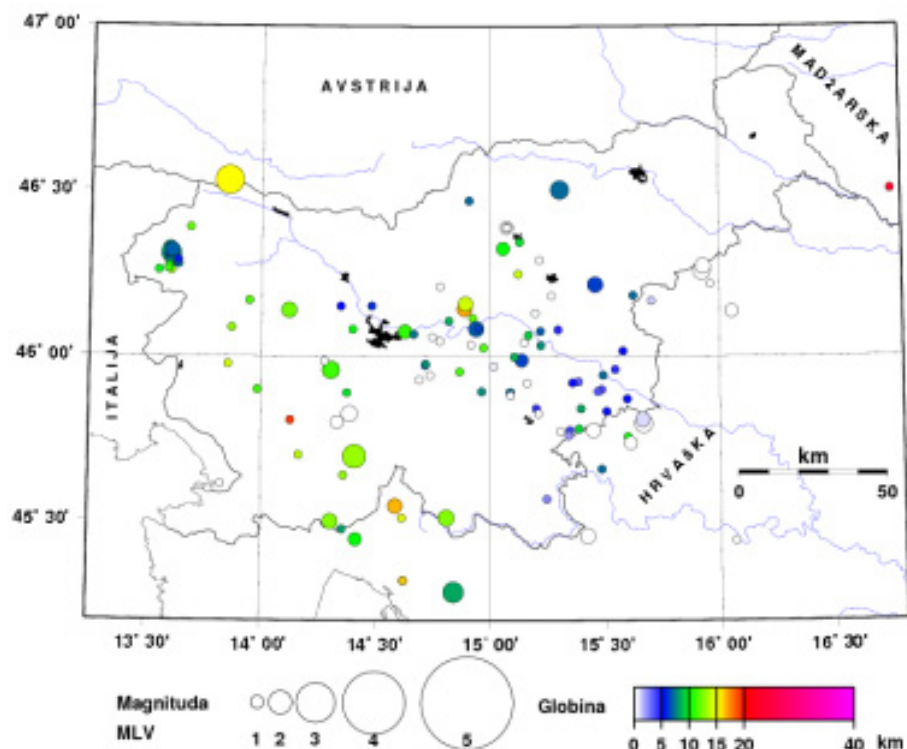 47° 00'
AVSTRIJA
MADŽARSKA
46° 30'
46° 00'
ITALIJA
HRVAŠKA
km
0 50
45° 30'
13° 30' 14° 00' 14° 30' 15° 00' 15° 30' 16° 00' 16° 30'
Magnituda
MLV
1 2 3 4 5
Globina
0 5 10 15 20 40 km